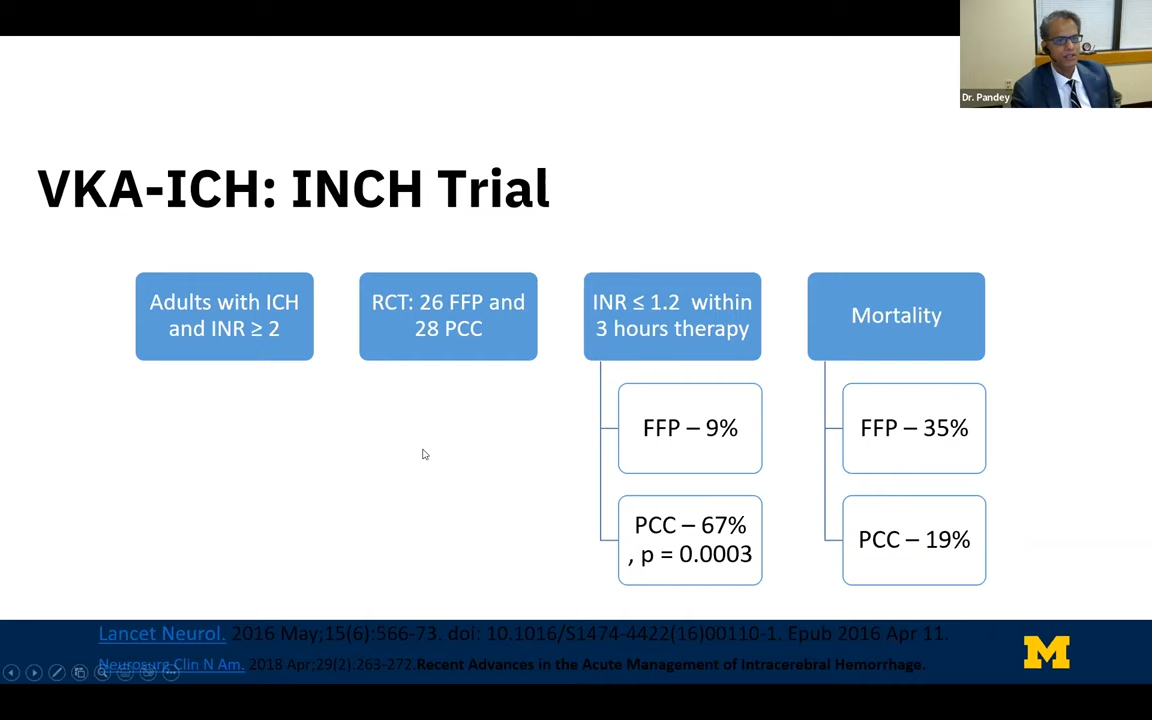 Dr. Pandey
VKA-ICH: INCH Trial
Adults with ICH
and INR ≥ 2
RCT: 26 FFP and
28 PCC
INR ≤ 1.2 within
3 hours therapy
FFP – 9%
PCC – 67%
, p = 0.0003
Mortality
FFP – 35%
PCC – 19%
Lancet Neurol. 2016 May;15(6):566-73. doi: 10.1016/S1474-4422(16)00110-1. Epub 2016 Apr 11.
Neurosurg Clin N Am. 2018 Apr;29(2):263-272.Recent Advances in the Acute Management of Intracerebral Hemorrhage.
M